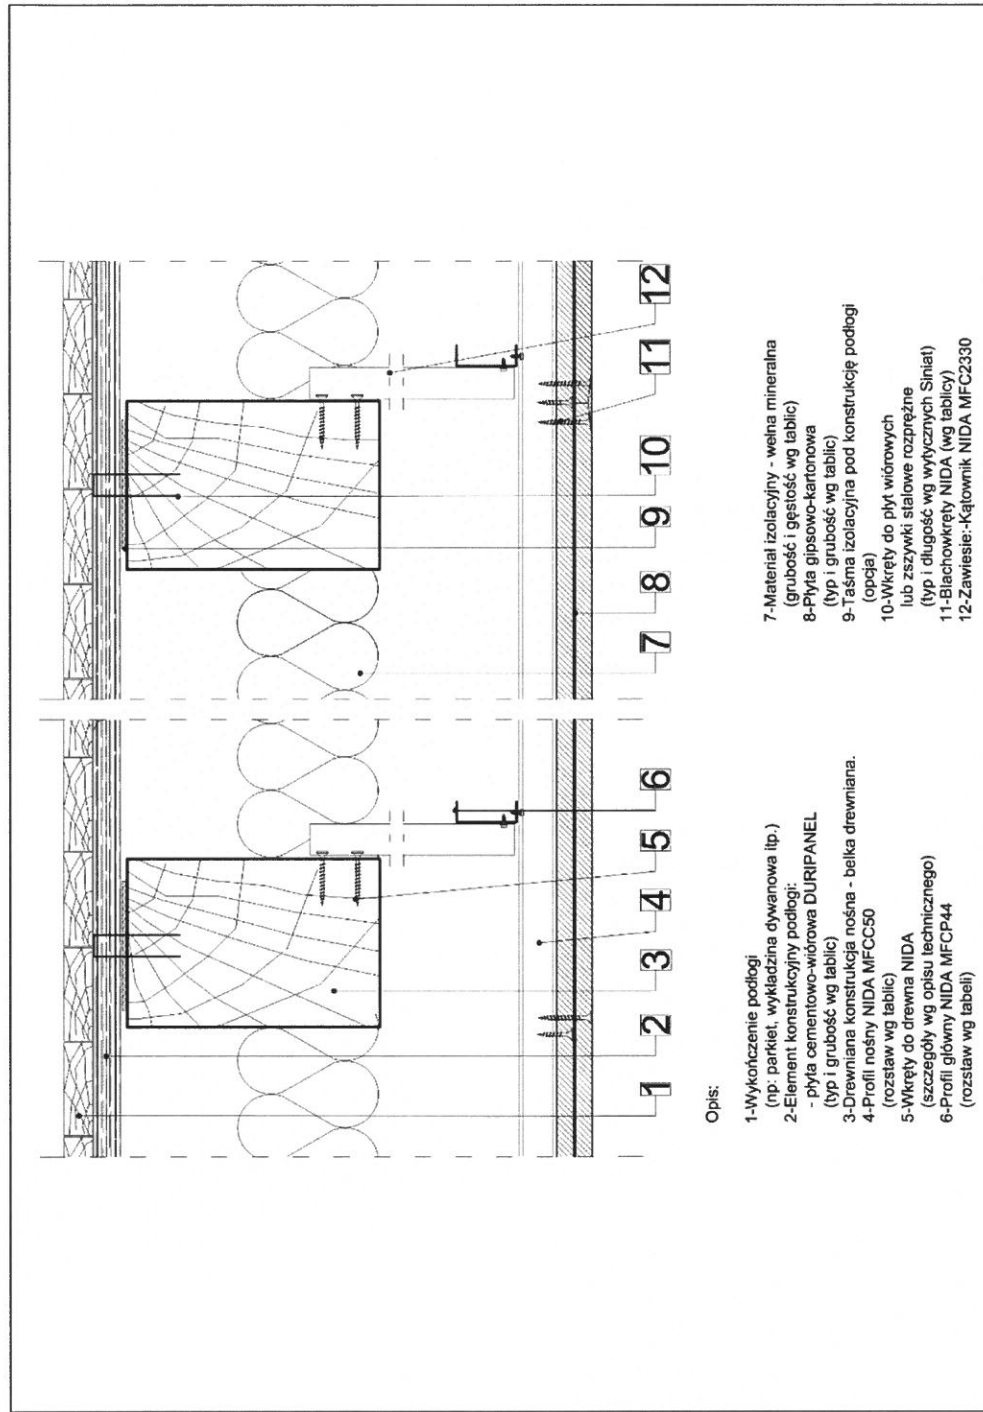 1
2
3
4
5
6
7
8
9
10
11
12
Opis:
1-Wykończenie podłogi
(np: parkiet, wykładzina dywanowa itp.)
2-Element konstrukcyjny podłogi:
- płyta cementowo-wiórowa DURIPANEL
(typ i grubość wg tablic)
3-Drewniana konstrukcja nośna - belka drewniana.
4-Profil nośny NIDA MFCC50
(rozstaw wg tablic)
5-Wkręty do drewna NIDA
(szczegóły wg opisu technicznego)
6-Profil główny NIDA MFCP44
(rozstaw wg tabeli)
7-Materiał izolacyjny - wełna mineralna
(grubość i gęstość wg tablic)
8-Płyta gipsowo-kartonowa
(typ i grubość wg tablic)
9-Taśma izolacyjna pod konstrukcję podłogi
(opcja)
10-Wkręty do płyt wiórowych
lub zszywki stalowe rozprężne
(typ i długość wg wytycznych Siniat)
11-Blachowkręty NIDA (wg tablicy)
12-Zawiesie:-Kątownik NIDA MFC2330